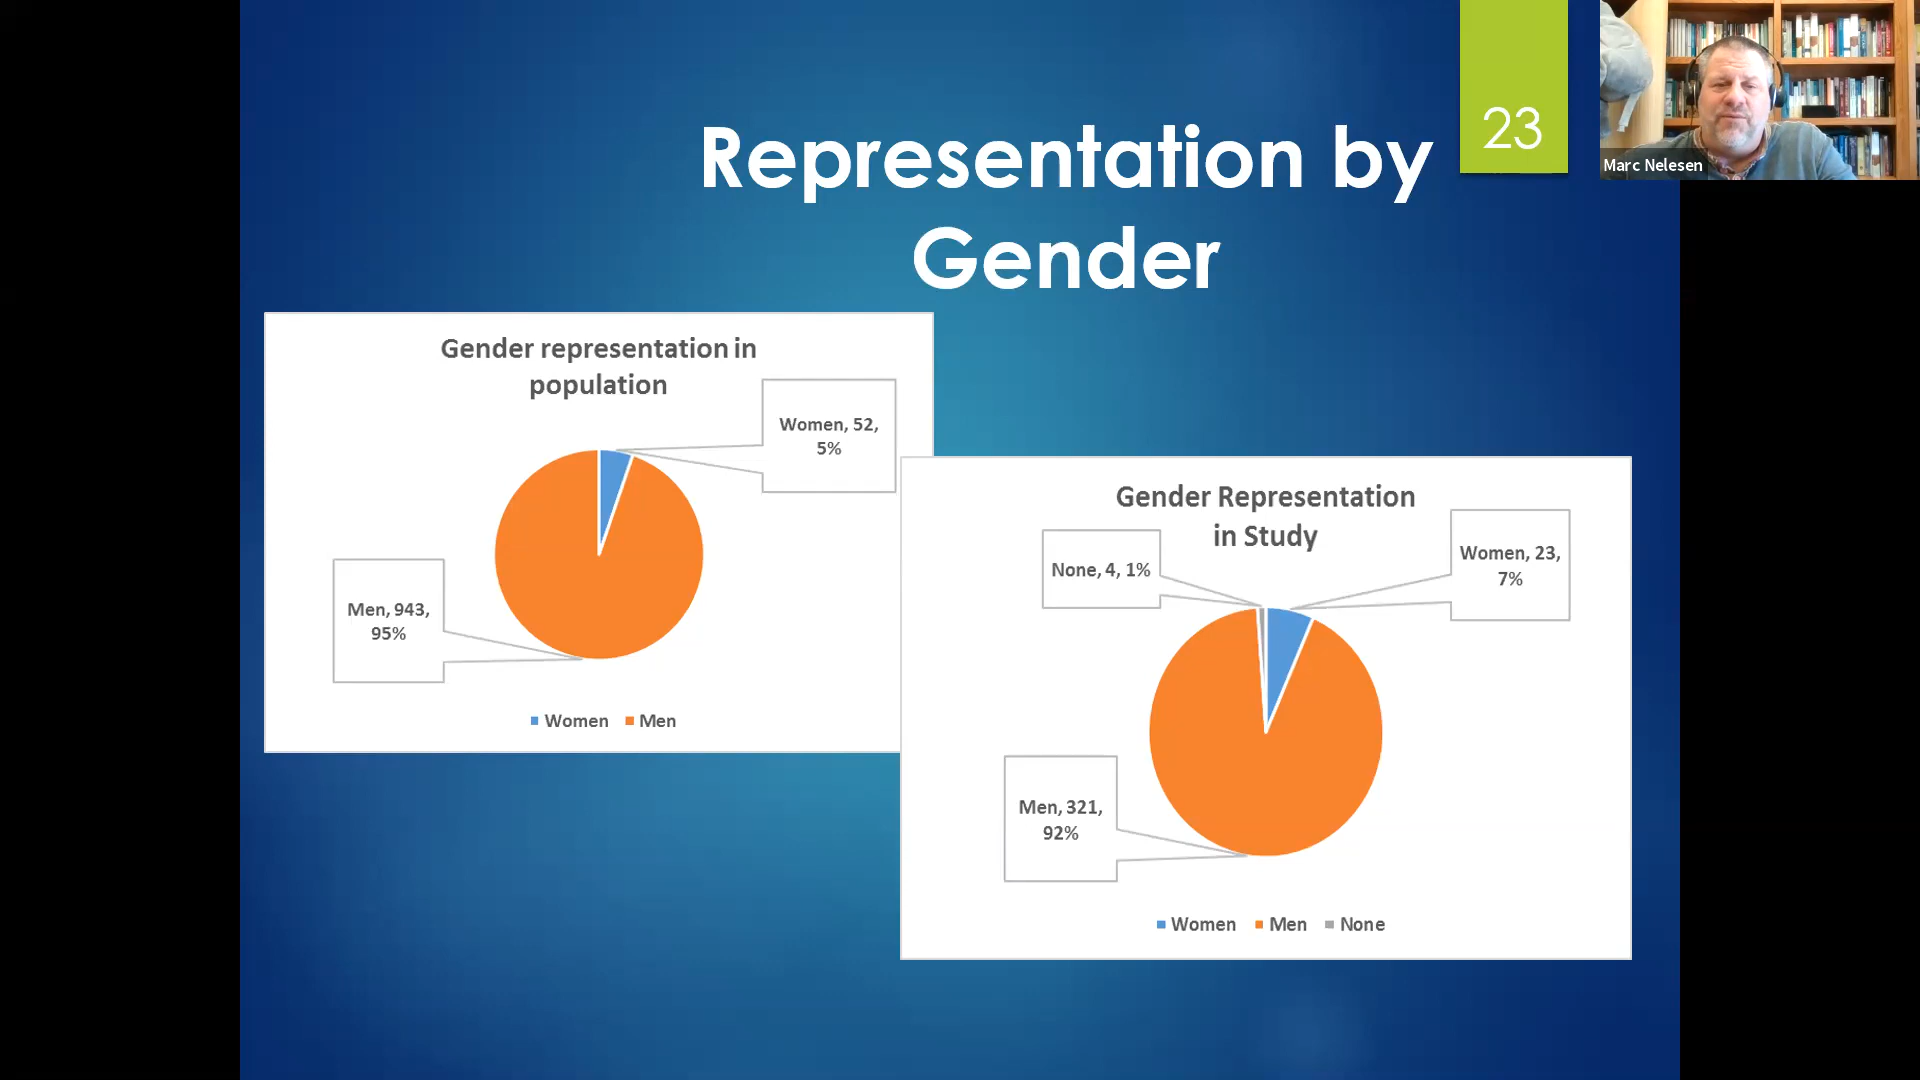 23
Marc Nelesen
Representation by
Gender
Gender representation in
population
Women, 52,
5%
Men, 943,
95%
Women Men
Gender Representation
in Study
None, 4, 1%
Women, 23,
7%
Men, 321,
92%
Women Men None